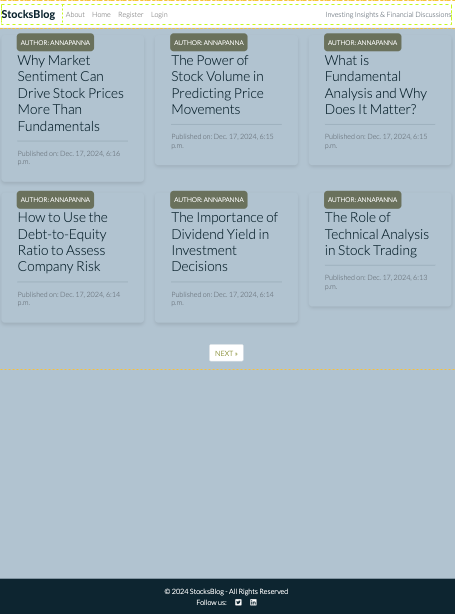 StocksBlog About Home Register Login Investing Insights & Financial Discussions
AUTHOR: ANNAPANNA
Why Market
Sentiment Can
Drive Stock Prices
More Than
Fundamentals
Published on: Dec. 17, 2024, 6:16
p.m.
AUTHOR: ANNAPANNA
The Power of
Stock Volume in
Predicting Price
Movements
Published on: Dec. 17, 2024, 6:15
p.m.
AUTHOR: ANNAPANNA
What is
Fundamental
Analysis and Why
Does It Matter?
Published on: Dec. 17, 2024, 6:15
p.m.
AUTHOR: ANNAPANNA
How to Use the
Debt-to-Equity
Ratio to Assess
Company Risk
Published on: Dec. 17, 2024, 6:14
p.m.
AUTHOR: ANNAPANNA
The Importance of
Dividend Yield in
Investment
Decisions
Published on: Dec. 17, 2024, 6:14
p.m.
AUTHOR: ANNAPANNA
The Role of
Technical Analysis
in Stock Trading
Published on: Dec. 17, 2024, 6:13
p.m.
NEXT »
© 2024 StocksBlog - All Rights Reserved
Follow us: